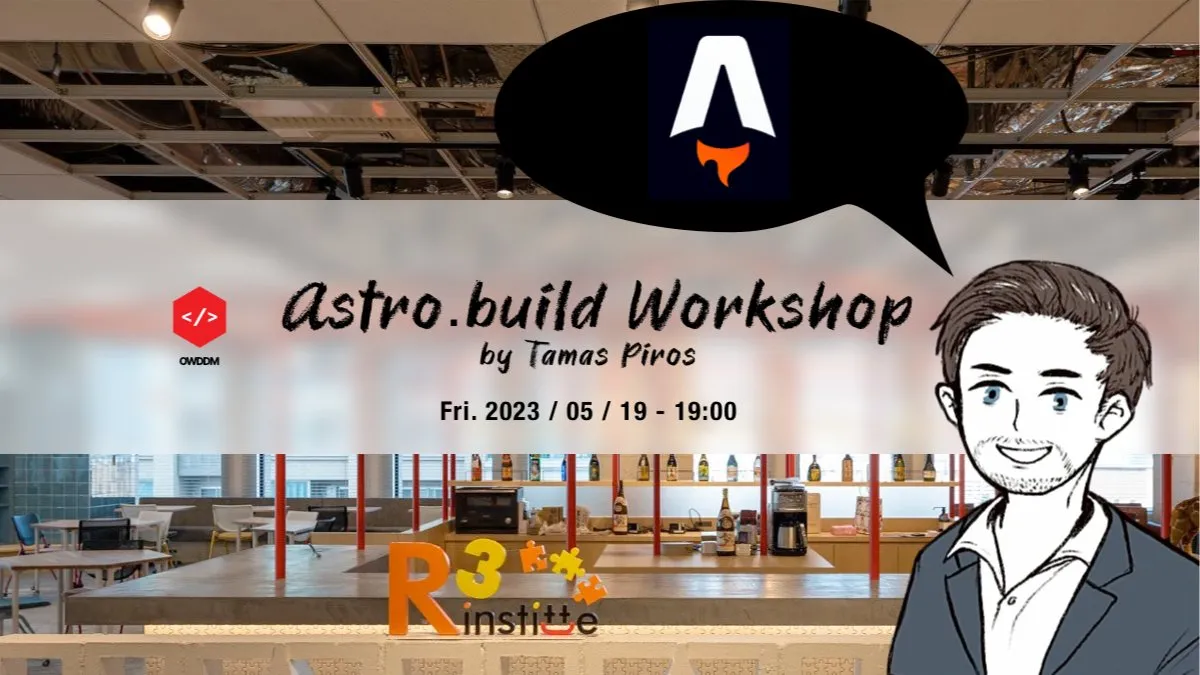 Astro.build Workshop
by Tamas Piros
</>
OWDDM
Fri. 2023 / 05 / 19 - 19:00
R3
institute